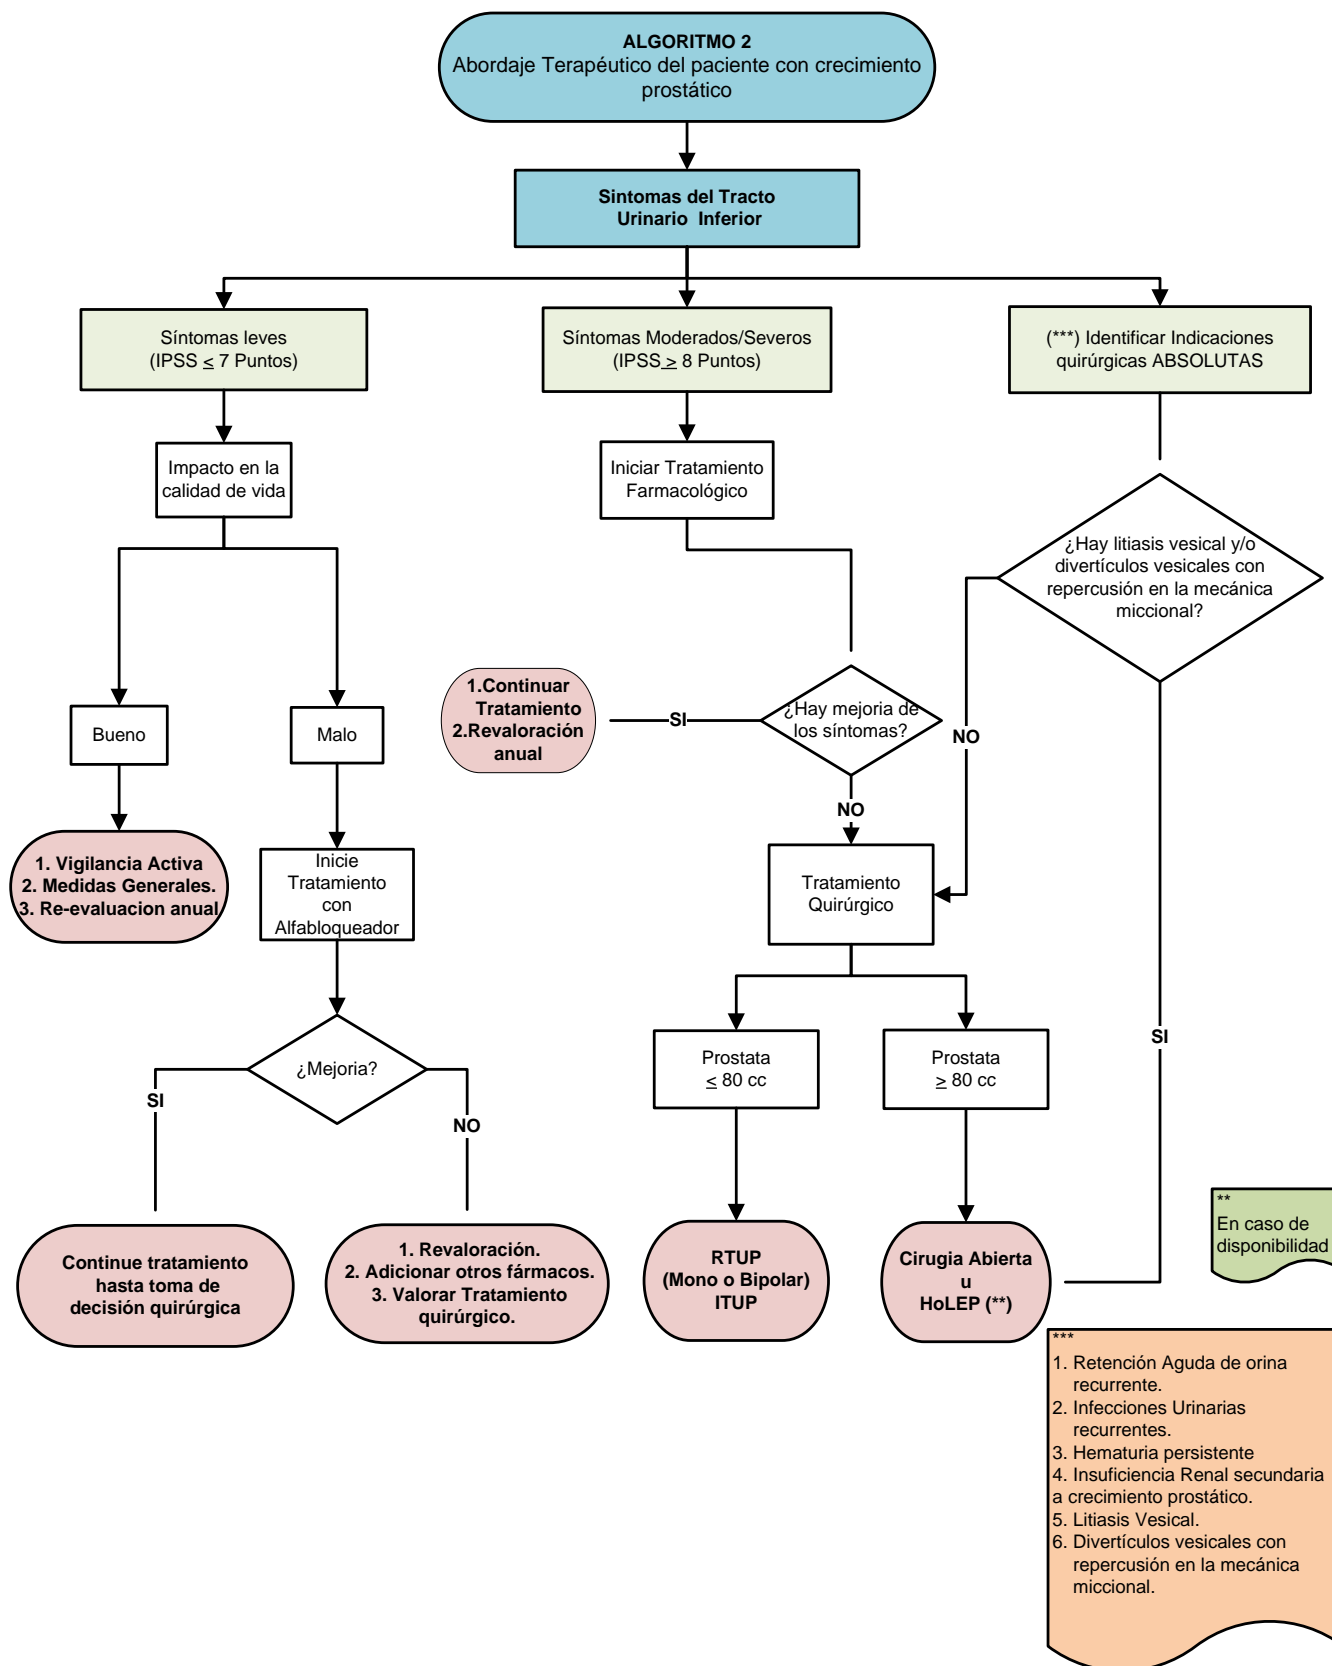 ALGORITMO 2
Abordaje Terapéutico del paciente con crecimiento
prostático
Sintomas del Tracto
Urinario Inferior
Síntomas leves
(IPSS ≤ 7 Puntos)
Síntomas Moderados/Severos
(IPSS ≥ 8 Puntos)
(***) Identificar Indicaciones
quirúrgicas ABSOLUTAS
Impacto en la
calidad de vida
Iniciar Tratamiento
Farmacológico
¿Hay litiasis vesical y/o
divertículos vesicales con
repercusión en la mecánica
miccional?
Bueno
Malo
1.Continuar
Tratamiento
2.Revaloración
anual
SI
¿Hay mejoria de
los síntomas?
NO
NO
1. Vigilancia Activa
2. Medidas Generales.
3. Re-evaluacion anual
Inicie
Tratamiento
con
Alfabloqueador
Tratamiento
Quirúrgico
¿Mejoria?
SI
NO
Prostata
≤ 80 cc
Prostata
≥ 80 cc
SI
Continue tratamiento
hasta toma de
decisión quirúrgica
1. Revaloración.
2. Adicionar otros fármacos.
3. Valorar Tratamiento
quirúrgico.
RTUP
(Mono o Bipolar)
ITUP
Cirugia Abierta
u
HoLEP (**)
**
En caso de
disponibilidad
***
1. Retención Aguda de orina
recurrente.
2. Infecciones Urinarias
recurrentes.
3. Hematuria persistente
4. Insuficiencia Renal secundaria
a crecimiento prostático.
5. Litiasis Vesical.
6. Divertículos vesicales con
repercusión en la mecánica
miccional.